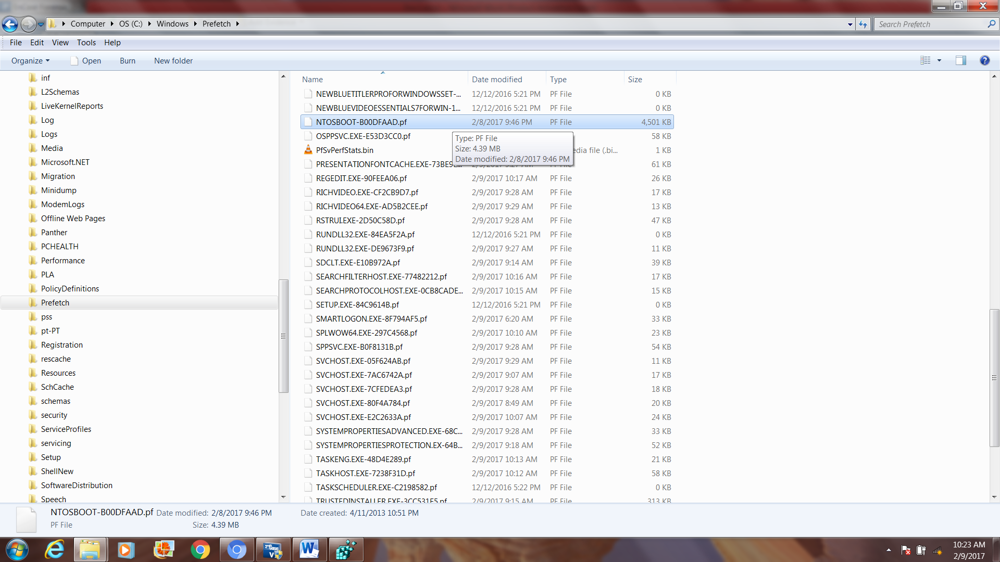 Computer ▸ OS (C:) ▸ Windows ▸ Prefetch ▸
Search Prefetch
File Edit View Tools Help
Organize Open Burn New folder
inf
L2Schemas
LiveKernelReports
Log
Logs
Media
Microsoft.NET
Migration
Minidump
ModemLogs
Offline Web Pages
Panther
PCHEALTH
Performance
PLA
PolicyDefinitions
Prefetch
pss
pt-PT
Registration
rescache
Resources
SchCache
schemas
security
ServiceProfiles
servicing
Setup
ShellNew
SoftwareDistribution
Speech
Name Date modified Type Size
NEWBLUETITLERPROFORWINDOWSSET-... 12/12/2016 5:21 PM PF File 0 KB
NEWBLUEVIDEOESSENTIALS7FORWIN-1... 12/12/2016 5:21 PM PF File 0 KB
NTOSBOOT-B00DFAAD.pf 2/8/2017 9:46 PM PF File 4,501 KB
OSPPSVC.EXE-E53D3CC0.pf 58 KB
PfSvPerfStats.bin edia file (.bi... 1 KB
PRESENTATIONFONTCACHE.EXE-73BE9E... 61 KB
Type: PF File
Size: 4.39 MB
Date modified: 2/8/2017 9:46 PM
REGEDIT.EXE-90FEEA06.pf 2/9/2017 10:17 AM PF File 26 KB
RICHVIDEO.EXE-CF2CB9D7.pf 2/9/2017 9:28 AM PF File 17 KB
RICHVIDEO64.EXE-AD5B2CEE.pf 2/9/2017 9:29 AM PF File 13 KB
RSTRUI.EXE-2D50C58D.pf 2/9/2017 9:28 AM PF File 47 KB
RUNDLL32.EXE-84EA5F2A.pf 12/12/2016 5:21 PM PF File 0 KB
RUNDLL32.EXE-DE9673F9.pf 2/9/2017 9:27 AM PF File 11 KB
SDCLT.EXE-E10B972A.pf 2/9/2017 9:14 AM PF File 39 KB
SEARCHFILTERHOST.EXE-77482212.pf 2/9/2017 10:16 AM PF File 17 KB
SEARCHPROTOCOLHOST.EXE-0CB8CADE... 2/9/2017 10:15 AM PF File 15 KB
SETUP.EXE-84C9614B.pf 12/12/2016 5:21 PM PF File 0 KB
SMARTLOGON.EXE-8F794AF5.pf 2/9/2017 6:20 AM PF File 33 KB
SPLWOW64.EXE-297C4568.pf 2/9/2017 10:10 AM PF File 23 KB
SPPSVC.EXE-B0F8131B.pf 2/9/2017 9:28 AM PF File 54 KB
SVCHOST.EXE-05F624AB.pf 2/9/2017 9:29 AM PF File 11 KB
SVCHOST.EXE-7AC6742A.pf 2/9/2017 9:07 AM PF File 17 KB
SVCHOST.EXE-7CFEDEA3.pf 2/9/2017 9:28 AM PF File 18 KB
SVCHOST.EXE-80F4A784.pf 2/9/2017 8:49 AM PF File 20 KB
SVCHOST.EXE-E2C2633A.pf 2/9/2017 10:07 AM PF File 24 KB
SYSTEMPROPERTIESADVANCED.EXE-68C... 2/9/2017 9:28 AM PF File 33 KB
SYSTEMPROPERTIESPROTECTION.EX-64B... 2/9/2017 9:18 AM PF File 52 KB
TASKENG.EXE-48D4E289.pf 2/9/2017 10:13 AM PF File 21 KB
TASKHOST.EXE-7238F31D.pf 2/9/2017 10:12 AM PF File 58 KB
TASKSCHEDULER.EXE-C2198582.pf 12/12/2016 5:22 PM PF File 0 KB
TRUSTEDINSTALLER.EXE-3CC531E5.pf 2/9/2017 9:15 AM PF File 313 KB
NTOSBOOT-B00DFAAD.pf Date modified: 2/8/2017 9:46 PM Date created: 4/11/2013 10:51 PM
PF File Size: 4.39 MB
10:23 AM
2/9/2017